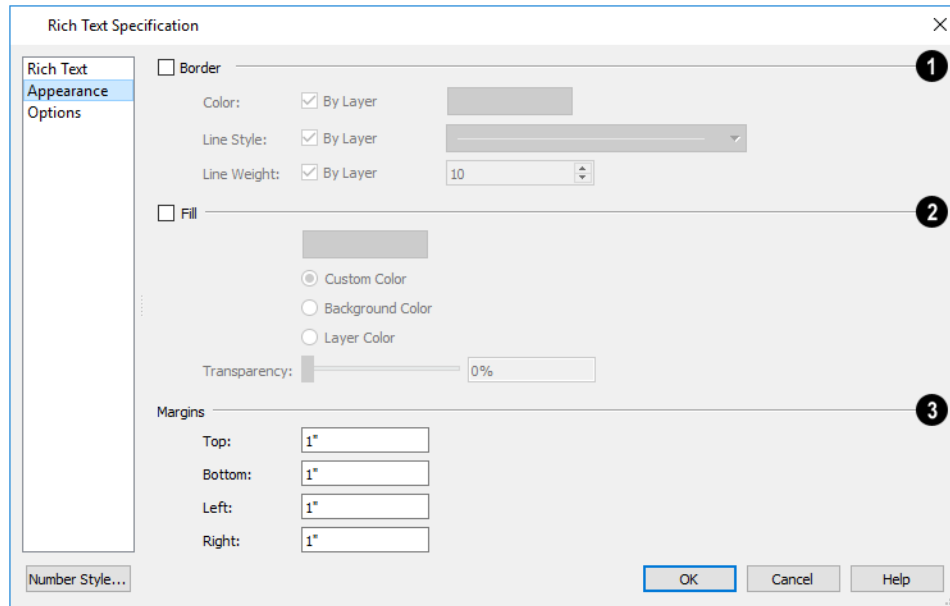 Rich Text Specification
Rich Text
Appearance
Options
Border
1
Color: By Layer
Line Style: By Layer
Line Weight: By Layer 10
Fill
2
Custom Color
Background Color
Layer Color
Transparency: 0%
Margins
3
Top: 1"
Bottom: 1"
Left: 1"
Right: 1"
Number Style... OK Cancel Help